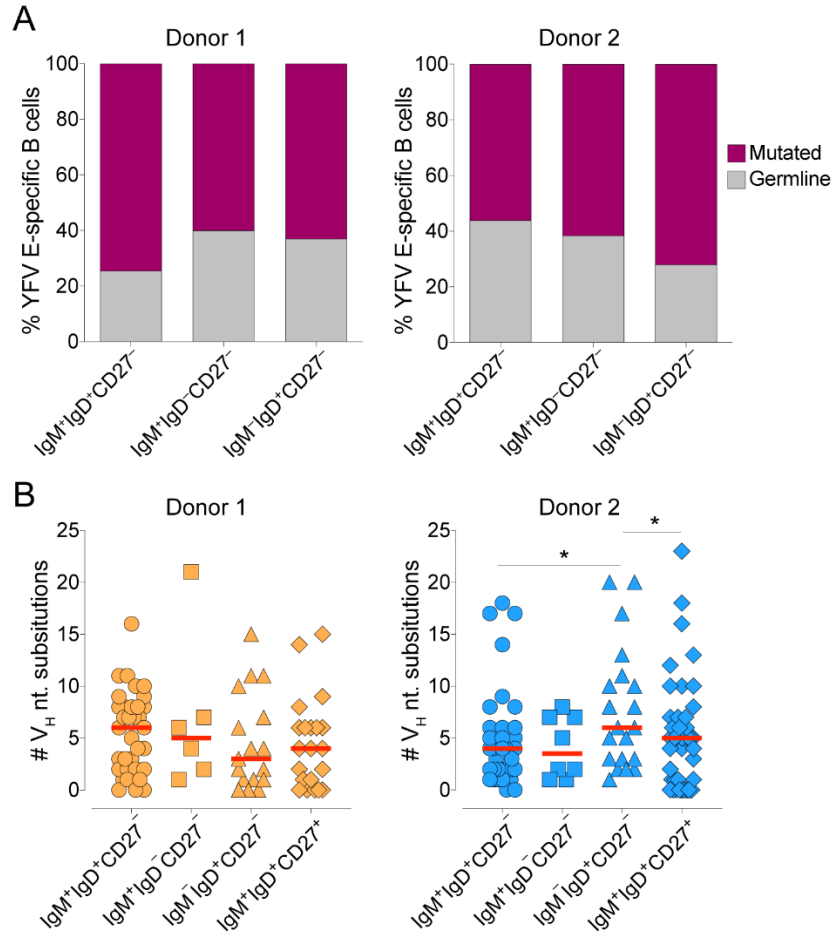 A
Donor 1
Donor 2
% YFV E-specific B cells
100
80
60
40
20
0
IgM⁺IgD⁺CD27⁻
IgM⁺IgD⁻CD27⁻
IgM⁻IgD⁺CD27⁻
% YFV E-specific B cells
100
80
60
40
20
0
IgM⁺IgD⁺CD27⁻
IgM⁺IgD⁻CD27⁻
IgM⁻IgD⁺CD27⁻
Mutated
Germline
B
Donor 1
Donor 2
# VH nt. subsitutions
25
20
15
10
5
0
IgM⁺IgD⁺CD27⁻
IgM⁺IgD⁻CD27⁻
IgM⁻IgD⁺CD27⁻
IgM⁺IgD⁺CD27⁺
# VH nt. subsitutions
25
20
15
10
5
0
*
*
IgM⁺IgD⁺CD27⁻
IgM⁺IgD⁻CD27⁻
IgM⁻IgD⁺CD27⁻
IgM⁺IgD⁺CD27⁺